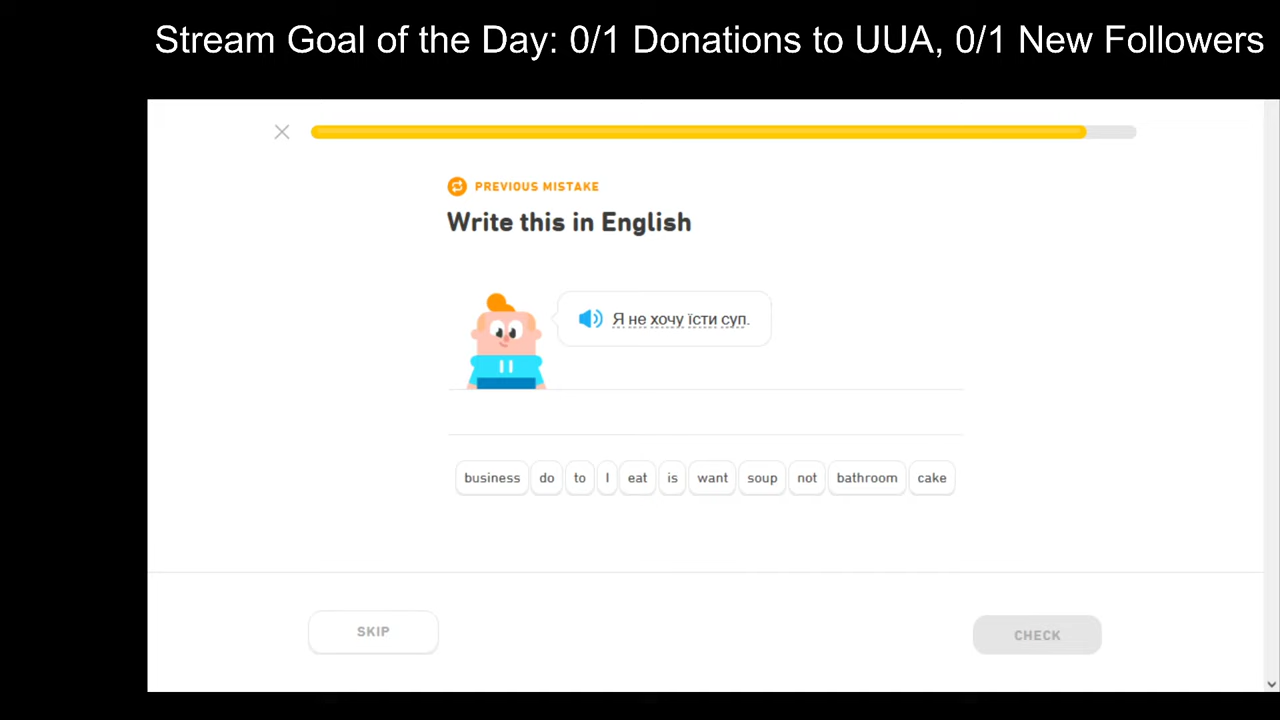 Stream Goal of the Day: 0/1 Donations to UUA, 0/1 New Followers
PREVIOUS MISTAKE
Write this in English
Я не хочу їсти суп.
business do to I eat is want soup not bathroom cake
SKIP
CHECK